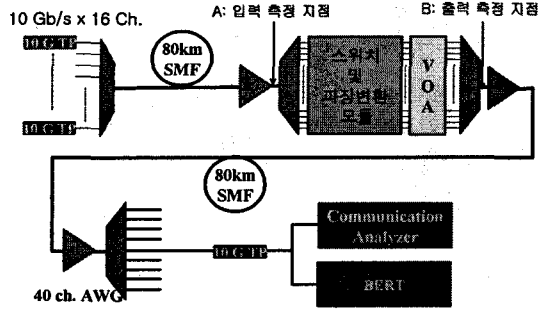 10 Gb/s x 16 Ch.
A: 입력 측정 지점
B: 출력 측정 지점
10 G TP
10 G TP
80km
SMF
스위치
및
파장변환
모듈
V
O
A
80km
SMF
40 ch. AWG
10 G TP
Communication
Analyzer
BERT